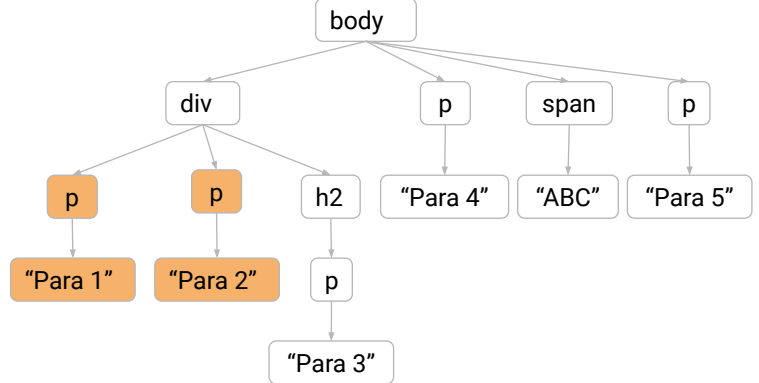 body
div
p
span
p
p
p
h2
“Para 4”
“ABC”
“Para 5”
“Para 1”
“Para 2”
p
“Para 3”